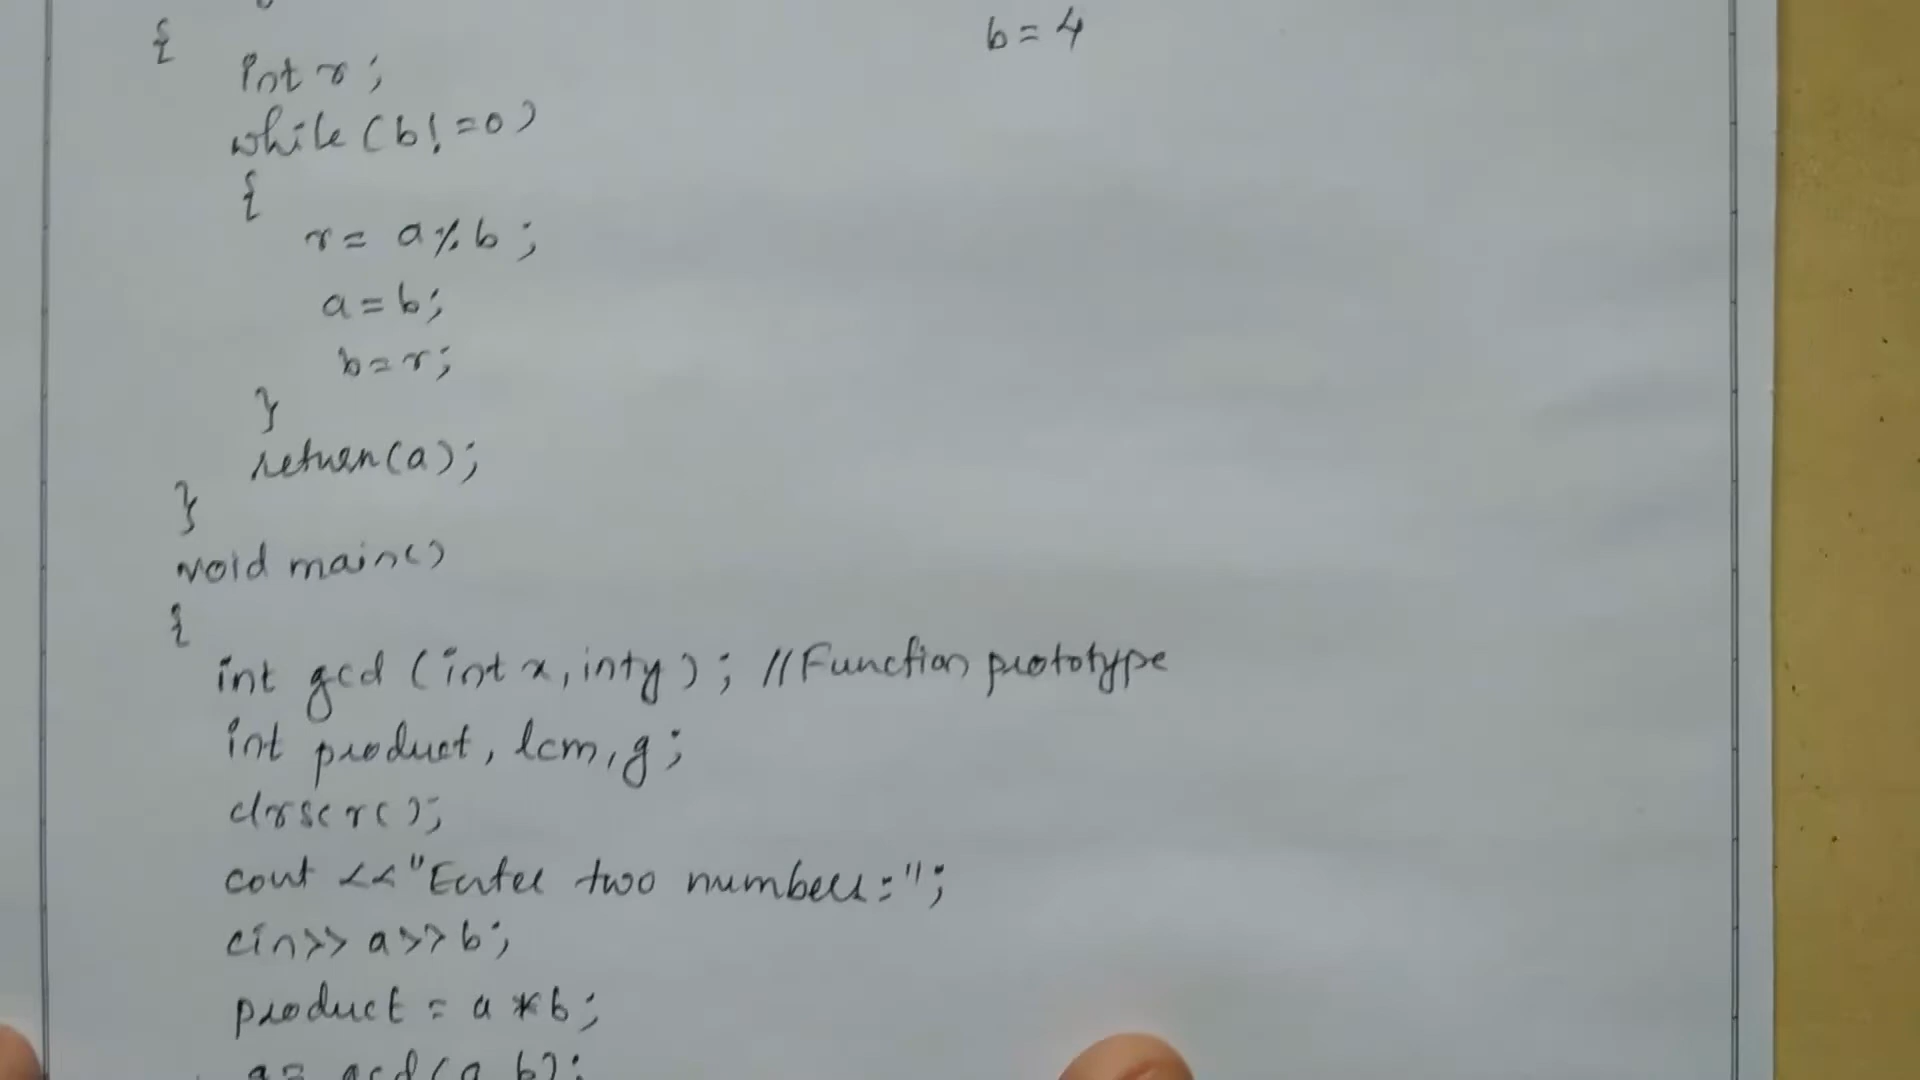 {
b = 4
int r;
while (b! = 0)
{
r = a % b ;
a = b;
b = r;
}
return (a);
}
void main()
{
int gcd (int x, int y) ; //Function prototype
int product, lcm, g;
clrscr();
cout << "Enter two numbers:";
cin>> a>> b;
product = a * b;
g = gcd (a, b);